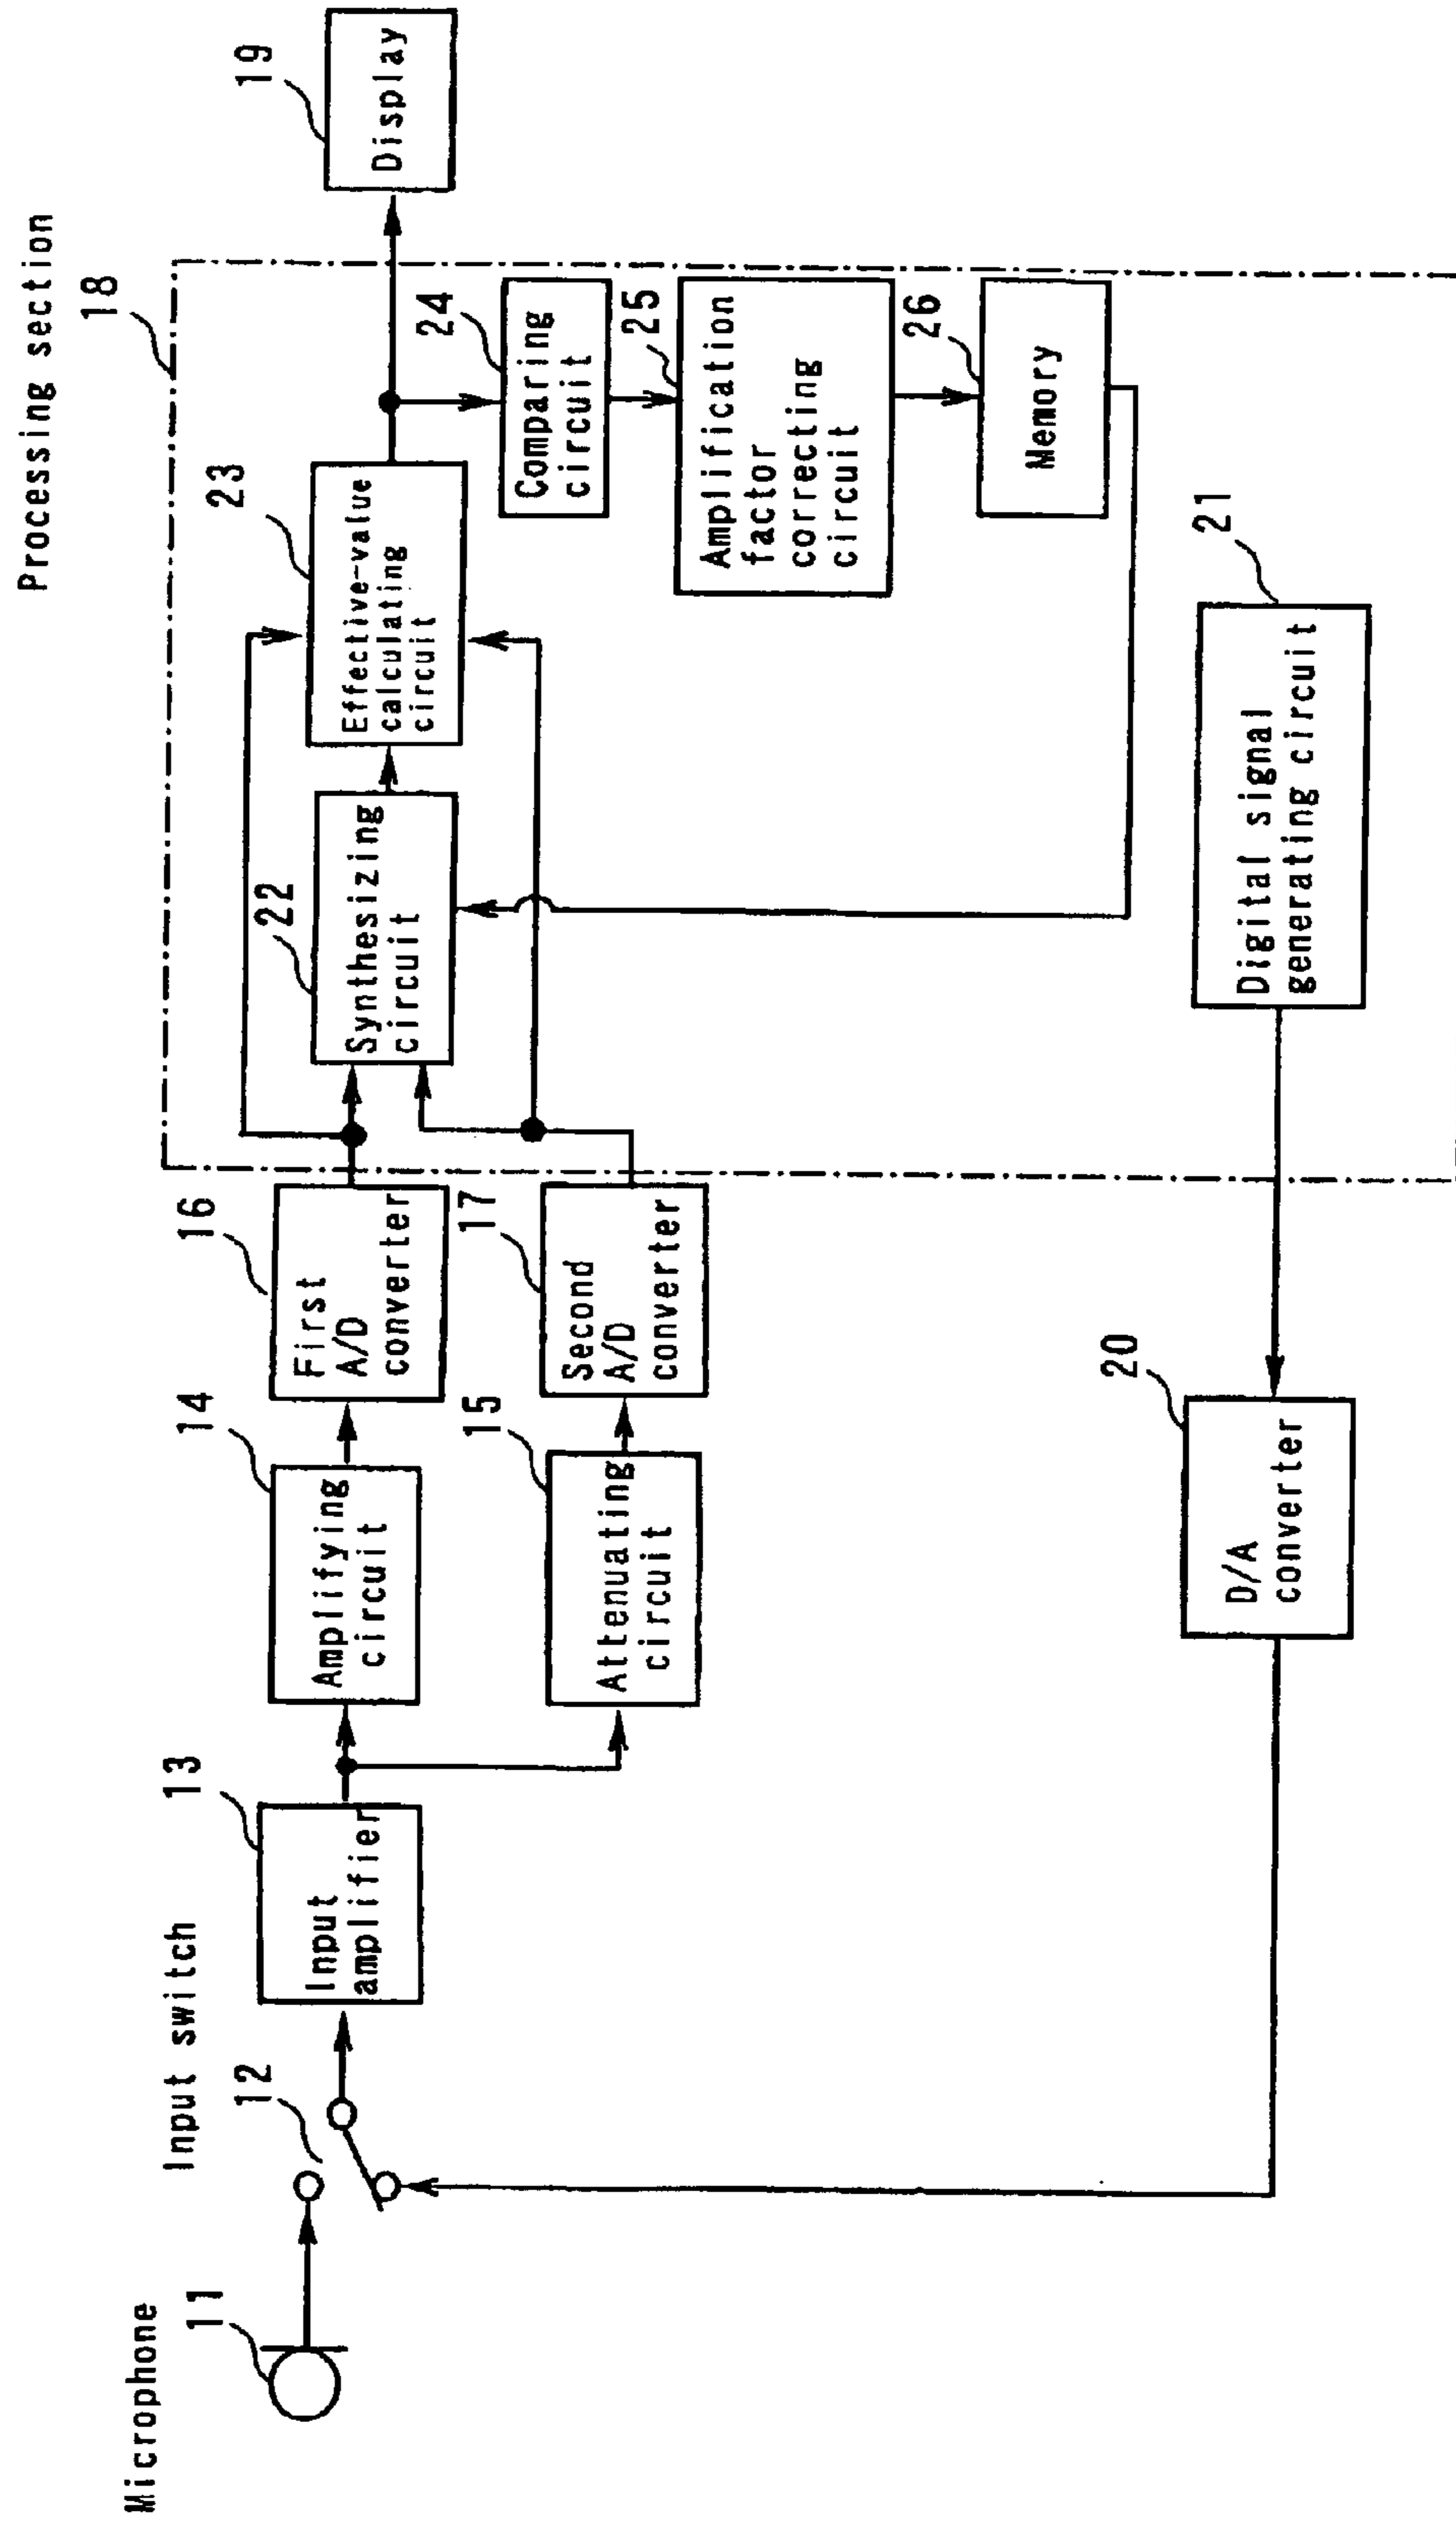 Microphone
11
Input switch
12
13
Input
amplifier
14
Amplifying
circuit
15
Attenuating
circuit
16
First
A/D
converter
17
Second
A/D
converter
Processing section
18
22
Synthesizing
circuit
23
Effective-value
calculating
circuit
24
Comparing
circuit
25
Amplification
factor
correcting
circuit
26
Memory
19
Display
20
D/A
converter
21
Digital signal
generating circuit